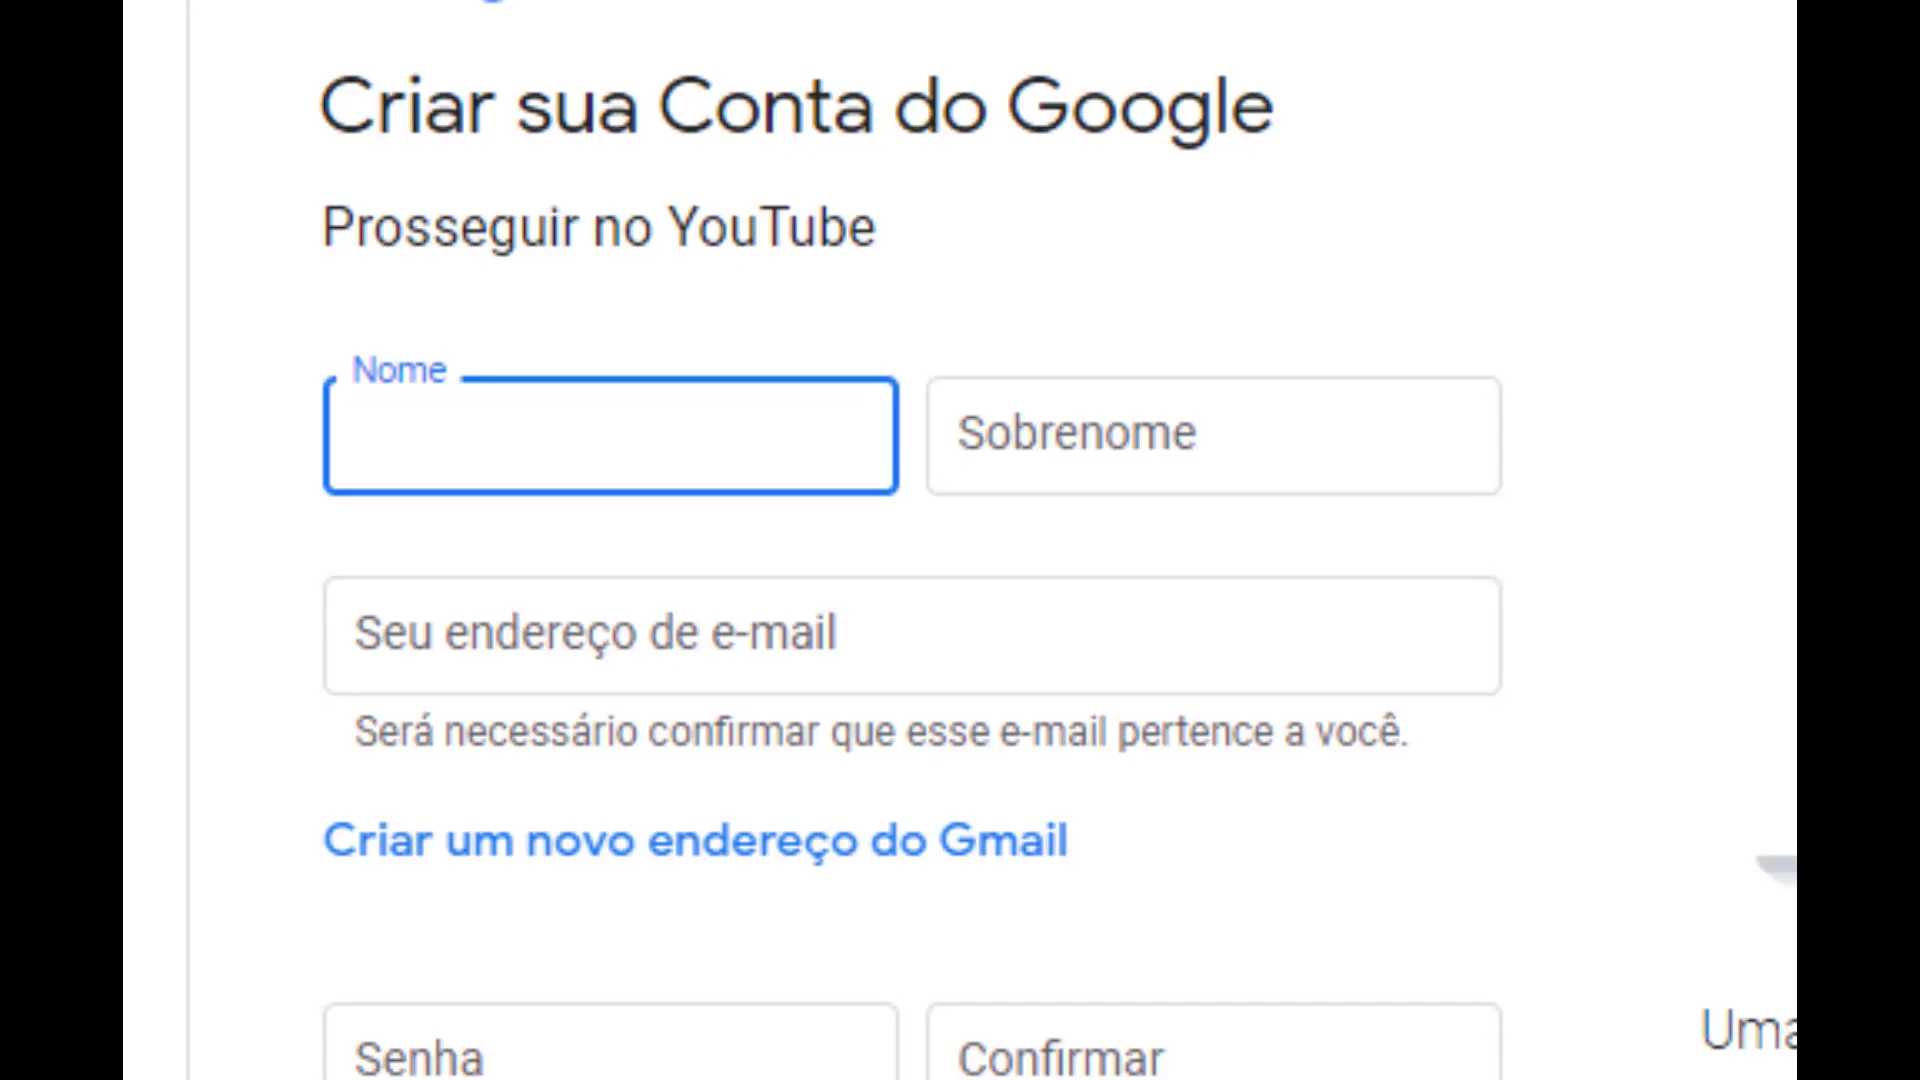 Criar sua Conta do Google
Prosseguir no YouTube
Nome
Sobrenome
Seu endereço de e-mail
Será necessário confirmar que esse e-mail pertence a você.
Criar um novo endereço do Gmail
Senha
Confirmar
Uma